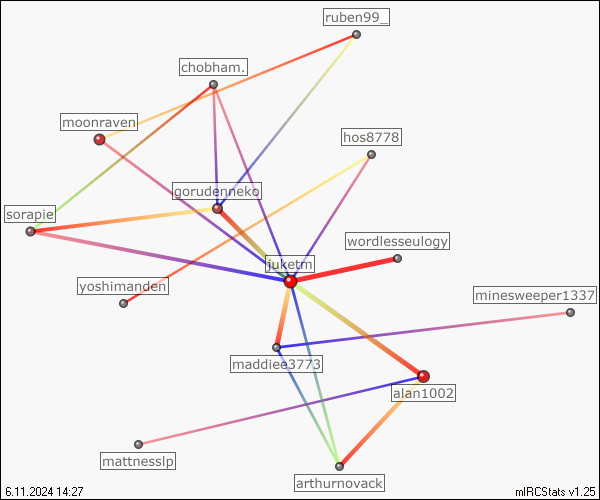 ruben99_
chobham.
moonraven
hos8778
gorudenneko
sorapie
wordlesseulogy
juketm
yoshimanden
minesweeper1337
maddiee3773
alan1002
mattnesslp
arthurnovack
6.11.2024 14:27
mIRCStats v1.25